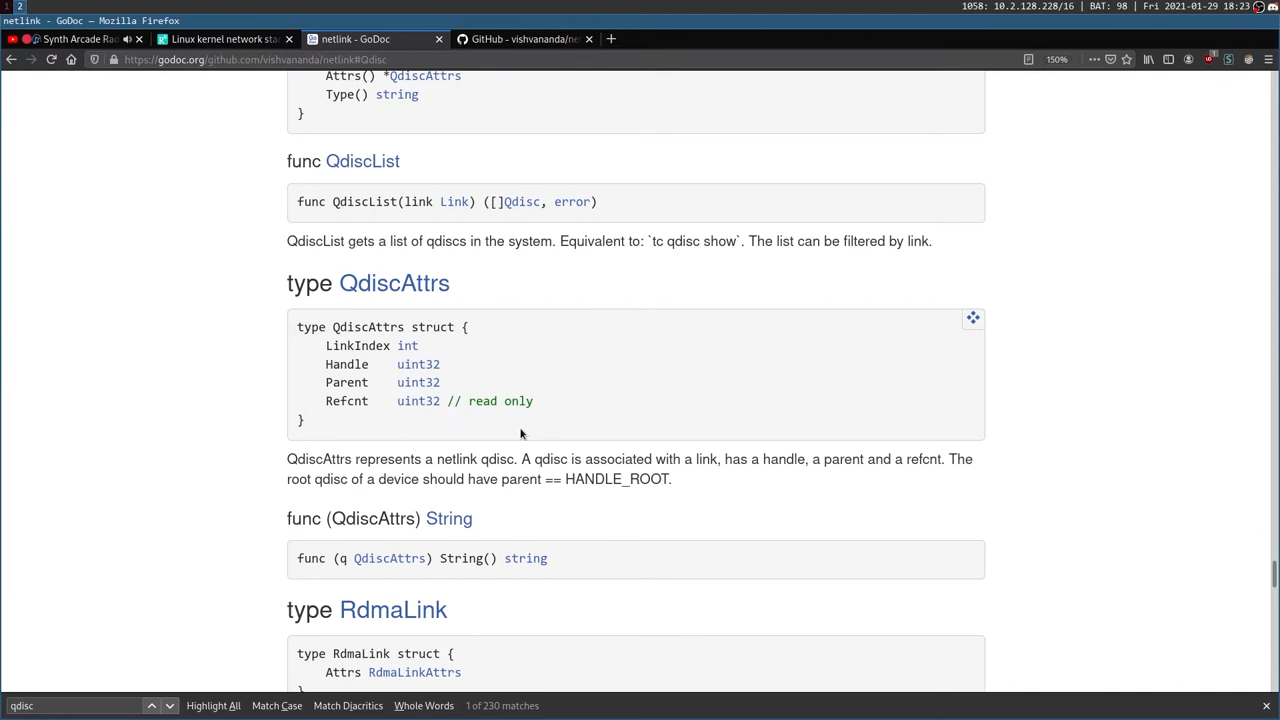 1 2 1058: 10.2.128.228/16 | BAT: 98 | Fri 2021-01-29 18:23
netlink - GoDoc — Mozilla Firefox
Synth Arcade Rad Linux kernel network sta netlink - GoDoc GitHub - vishvananda/ne
https://godoc.org/github.com/vishvananda/netlink#Qdisc 150%
Attrs() *QdiscAttrs
Type() string
}
func QdiscList
func QdiscList(link Link) ([]Qdisc, error)
QdiscList gets a list of qdiscs in the system. Equivalent to: `tc qdisc show`. The list can be filtered by link.
type QdiscAttrs
type QdiscAttrs struct {
LinkIndex int
Handle uint32
Parent uint32
Refcnt uint32 // read only
}
QdiscAttrs represents a netlink qdisc. A qdisc is associated with a link, has a handle, a parent and a refcnt. The
root qdisc of a device should have parent == HANDLE_ROOT.
func (QdiscAttrs) String
func (q QdiscAttrs) String() string
type RdmaLink
type RdmaLink struct {
Attrs RdmaLinkAttrs
}
qdisc Highlight All Match Case Match Diacritics Whole Words 1 of 230 matches